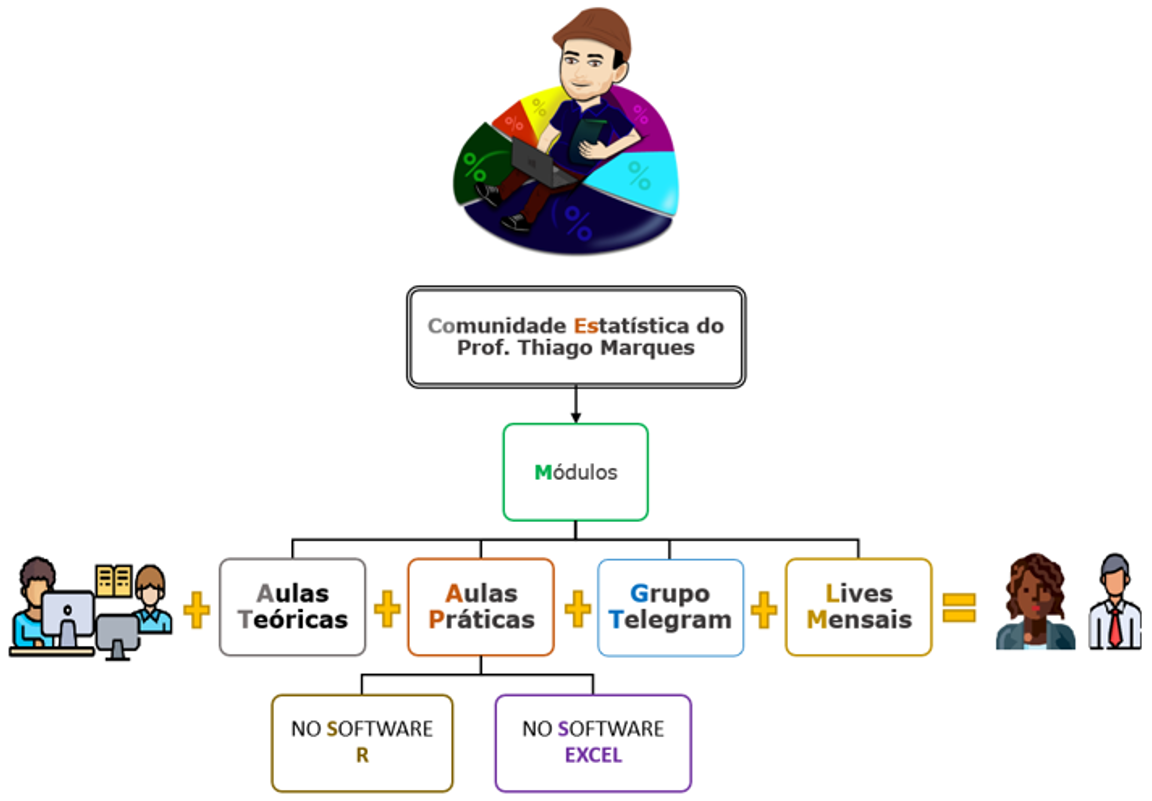 %
%
%
%
%
%
Comunidade Estatística do
Prof. Thiago Marques
Módulos
+
Aulas
Teóricas
+
Aulas
Práticas
+
Grupo
Telegram
+
Lives
Mensais
=
NO SOFTWARE
R
NO SOFTWARE
EXCEL